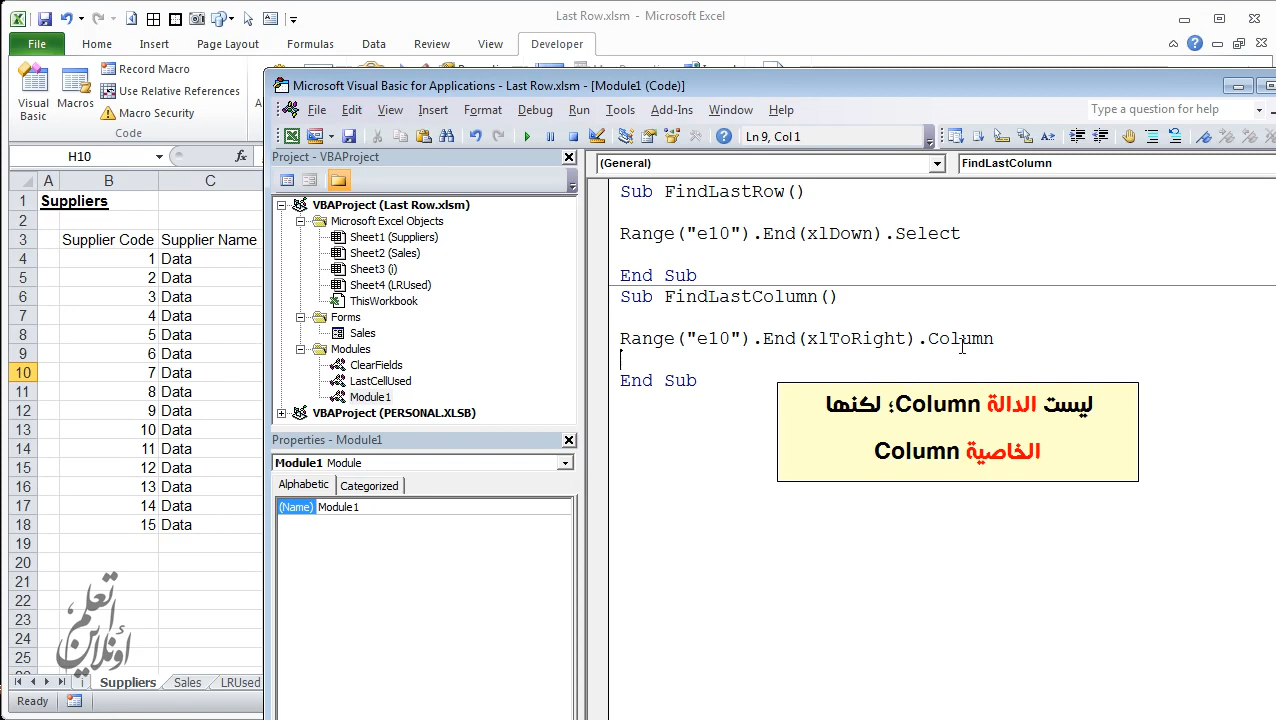 Last Row.xlsm - Microsoft Excel
File Home Insert Page Layout Formulas Data Review View Developer
Visual Basic
Macros
Record Macro
Use Relative References
Macro Security
Code
H10
fx
A B C
1 Suppliers
2
3 Supplier Code Supplier Name
4 1 Data
5 2 Data
6 3 Data
7 4 Data
8 5 Data
9 6 Data
10 7 Data
11 8 Data
12 9 Data
13 10 Data
14 11 Data
15 12 Data
16 13 Data
17 14 Data
18 15 Data
19
20
21
22
23
24
25
اتعلم
أونلاين
i Suppliers Sales LRUsed
Ready
Microsoft Visual Basic for Applications - Last Row.xlsm - [Module1 (Code)]
File Edit View Insert Format Debug Run Tools Add-Ins Window Help
Type a question for help
Ln 9, Col 1
Project - VBAProject
VBAProject (Last Row.xlsm)
Microsoft Excel Objects
Sheet1 (Suppliers)
Sheet2 (Sales)
Sheet3 (i)
Sheet4 (LRUsed)
ThisWorkbook
Forms
Sales
Modules
ClearFields
LastCellUsed
Module1
VBAProject (PERSONAL.XLSB)
Properties - Module1
Module1 Module
Alphabetic Categorized
(Name) Module1
(General)
FindLastColumn
Sub FindLastRow()
Range("e10").End(xlDown).Select
End Sub
Sub FindLastColumn()
Range("e10").End(xlToRight).Column
End Sub
ليست الدالة Column؛ لكنها
الخاصية Column